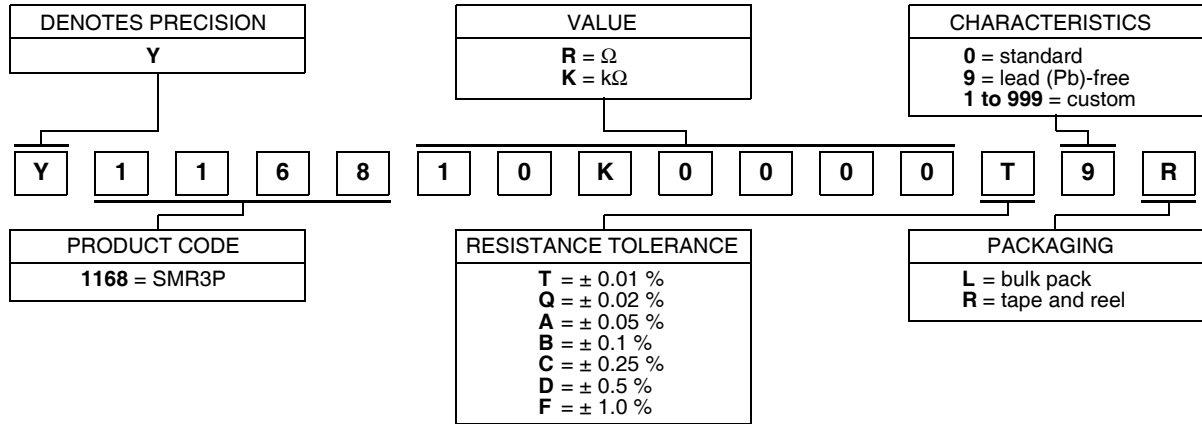 DENOTES PRECISION
Y
VALUE
R = Ω
K = kΩ
CHARACTERISTICS
0 = standard
9 = lead (Pb)-free
1 to 999 = custom
Y 1 1 6 8 1 0 K 0 0 0 0 T 9 R
PRODUCT CODE
1168 = SMR3P
RESISTANCE TOLERANCE
T = ± 0.01 %
Q = ± 0.02 %
A = ± 0.05 %
B = ± 0.1 %
C = ± 0.25 %
D = ± 0.5 %
F = ± 1.0 %
PACKAGING
L = bulk pack
R = tape and reel